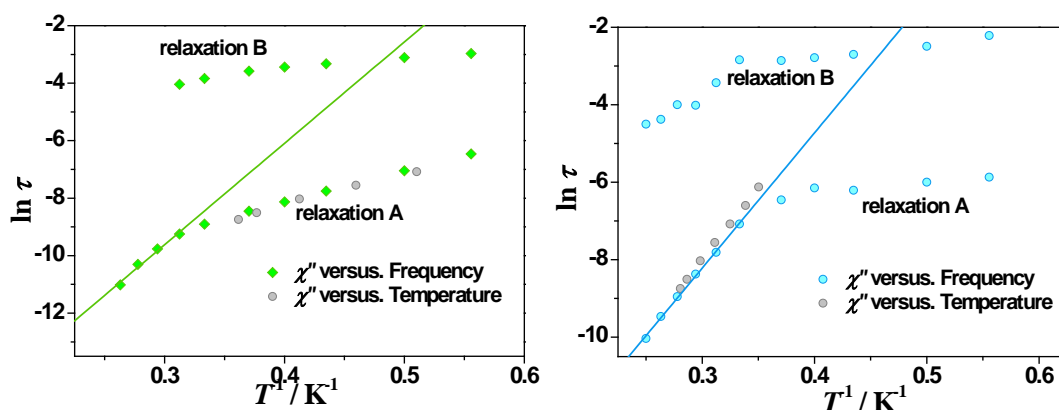 -2
-4
-6
-8
-10
-12
ln τ
relaxation B
relaxation A
χ" versus. Frequency
χ" versus. Temperature
0.3 0.4 0.5 0.6
T¹ / K⁻¹
-2
-4
-6
-8
-10
ln τ
relaxation B
relaxation A
χ" versus. Frequency
χ" versus. Temperature
0.3 0.4 0.5 0.6
T¹ / K⁻¹